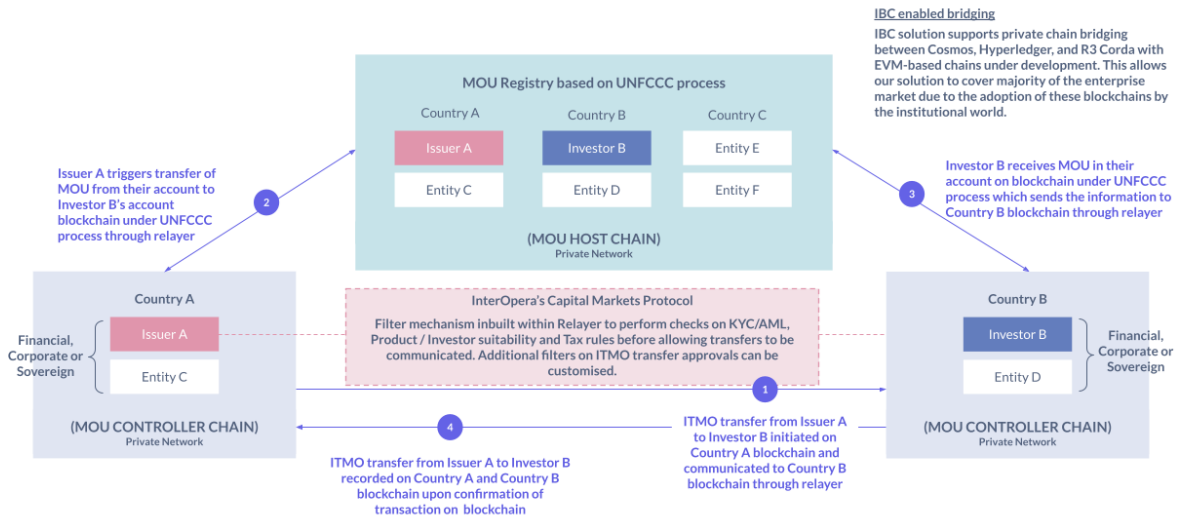 IBC enabled bridging
IBC solution supports private chain bridging
between Cosmos, Hyperledger, and R3 Corda with
EVM-based chains under development. This allows
our solution to cover majority of the enterprise
market due to the adoption of these blockchains by
the institutional world.
MOU Registry based on UNFCCC process
Country A
Country B
Country C
Issuer A
Investor B
Entity E
Entity C
Entity D
Entity F
(MOU HOST CHAIN)
Private Network
Issuer A triggers transfer of
MOU from their account to
Investor B's account
blockchain under UNFCCC
process through relayer
2
3
Investor B receives MOU in their
account on blockchain under UNFCCC
process which sends the information to
Country B blockchain through relayer
Country A
Financial,
Corporate or
Sovereign
Issuer A
Entity C
(MOU CONTROLLER CHAIN)
Private Network
InterOpera's Capital Markets Protocol
Filter mechanism inbuilt within Relayer to perform checks on KYC/AML,
Product / Investor suitability and Tax rules before allowing transfers to be
communicated. Additional filters on ITMO transfer approvals can be
customised.
Country B
Investor B
Entity D
Financial,
Corporate or
Sovereign
(MOU CONTROLLER CHAIN)
Private Network
1
ITMO transfer from Issuer A
to Investor B initiated on
Country A blockchain and
communicated to Country B
blockchain through relayer
4
ITMO transfer from Issuer A to Investor B
recorded on Country A and Country B
blockchain upon confirmation of
transaction on blockchain